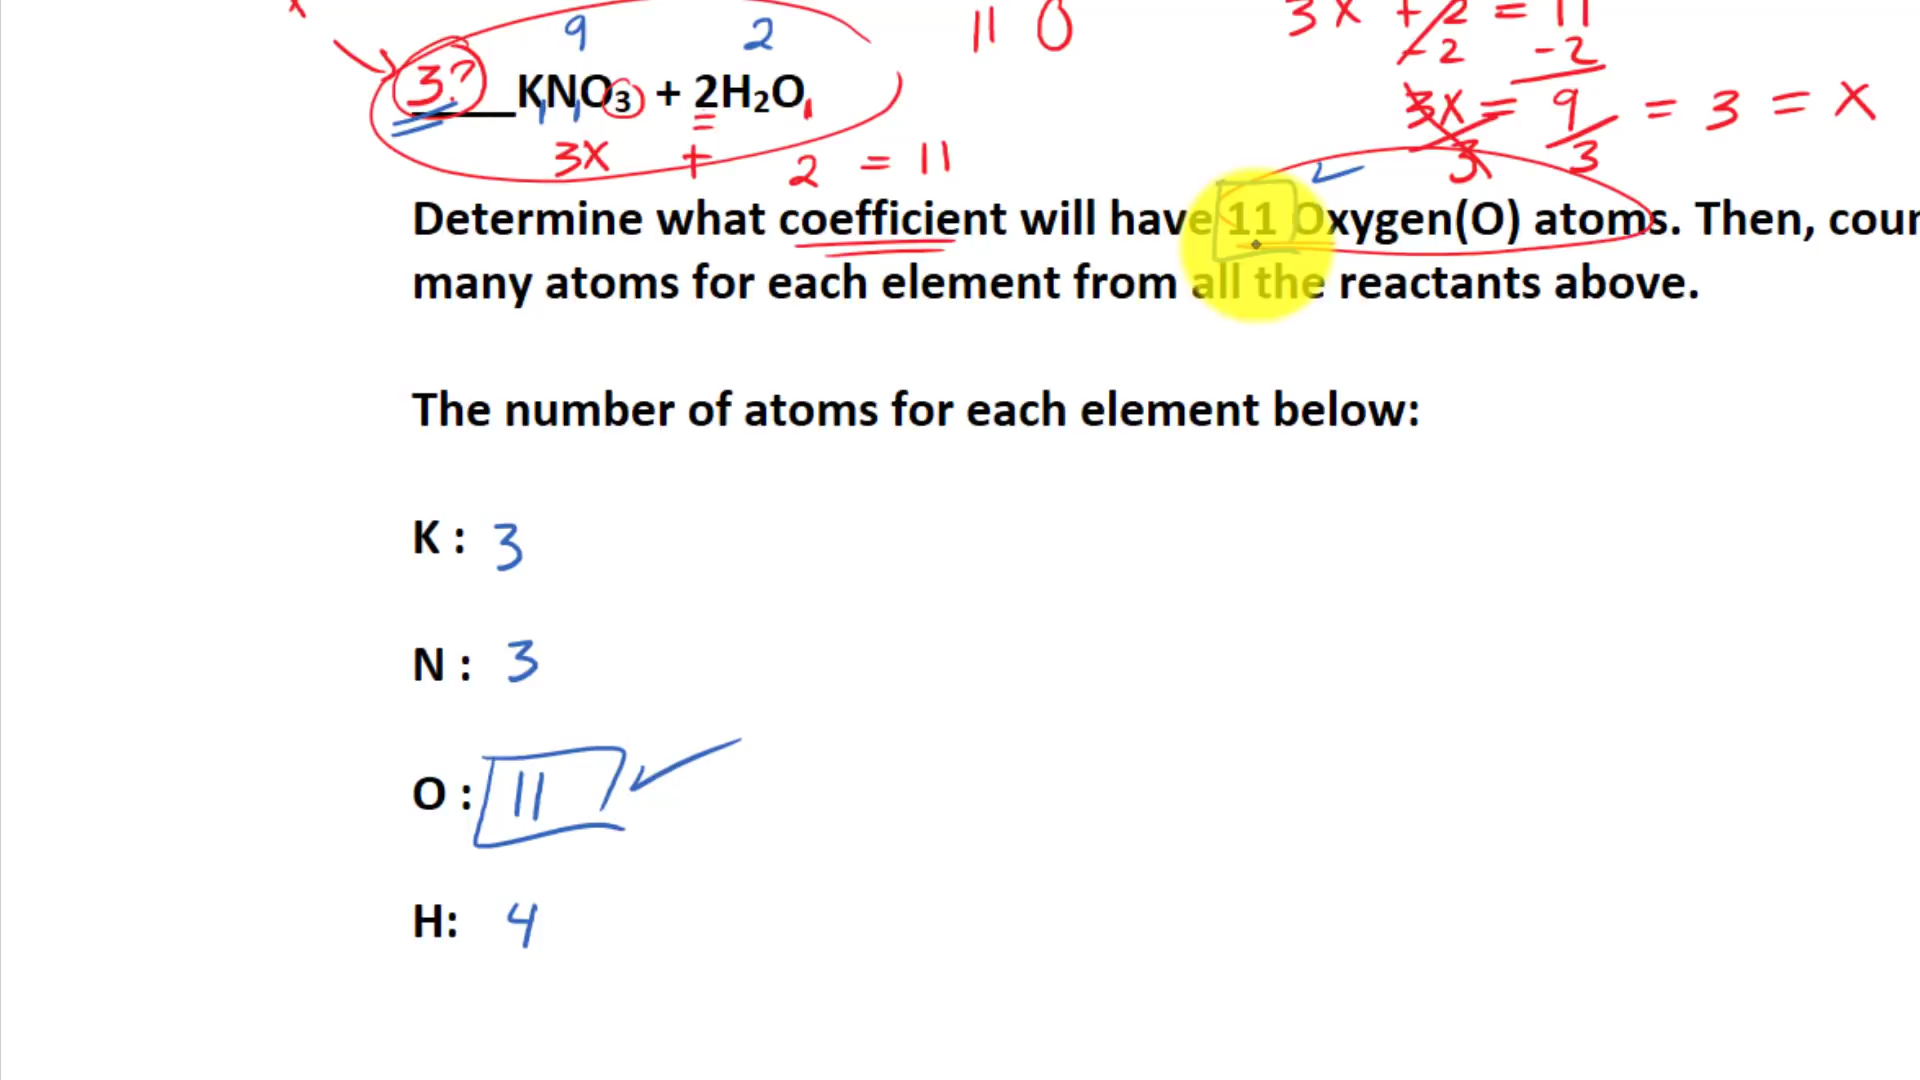 x
9 2 11 O 3x + 2 = 11
-2 -2
3? ____KNO₃ + 2H₂O 3x = 9 = 3 = x
3x + 2 = 11 3 3
Determine what coefficient will have 11 Oxygen(O) atoms. Then, cour
many atoms for each element from all the reactants above.
The number of atoms for each element below:
K : 3
N : 3
O : 11
H: 4